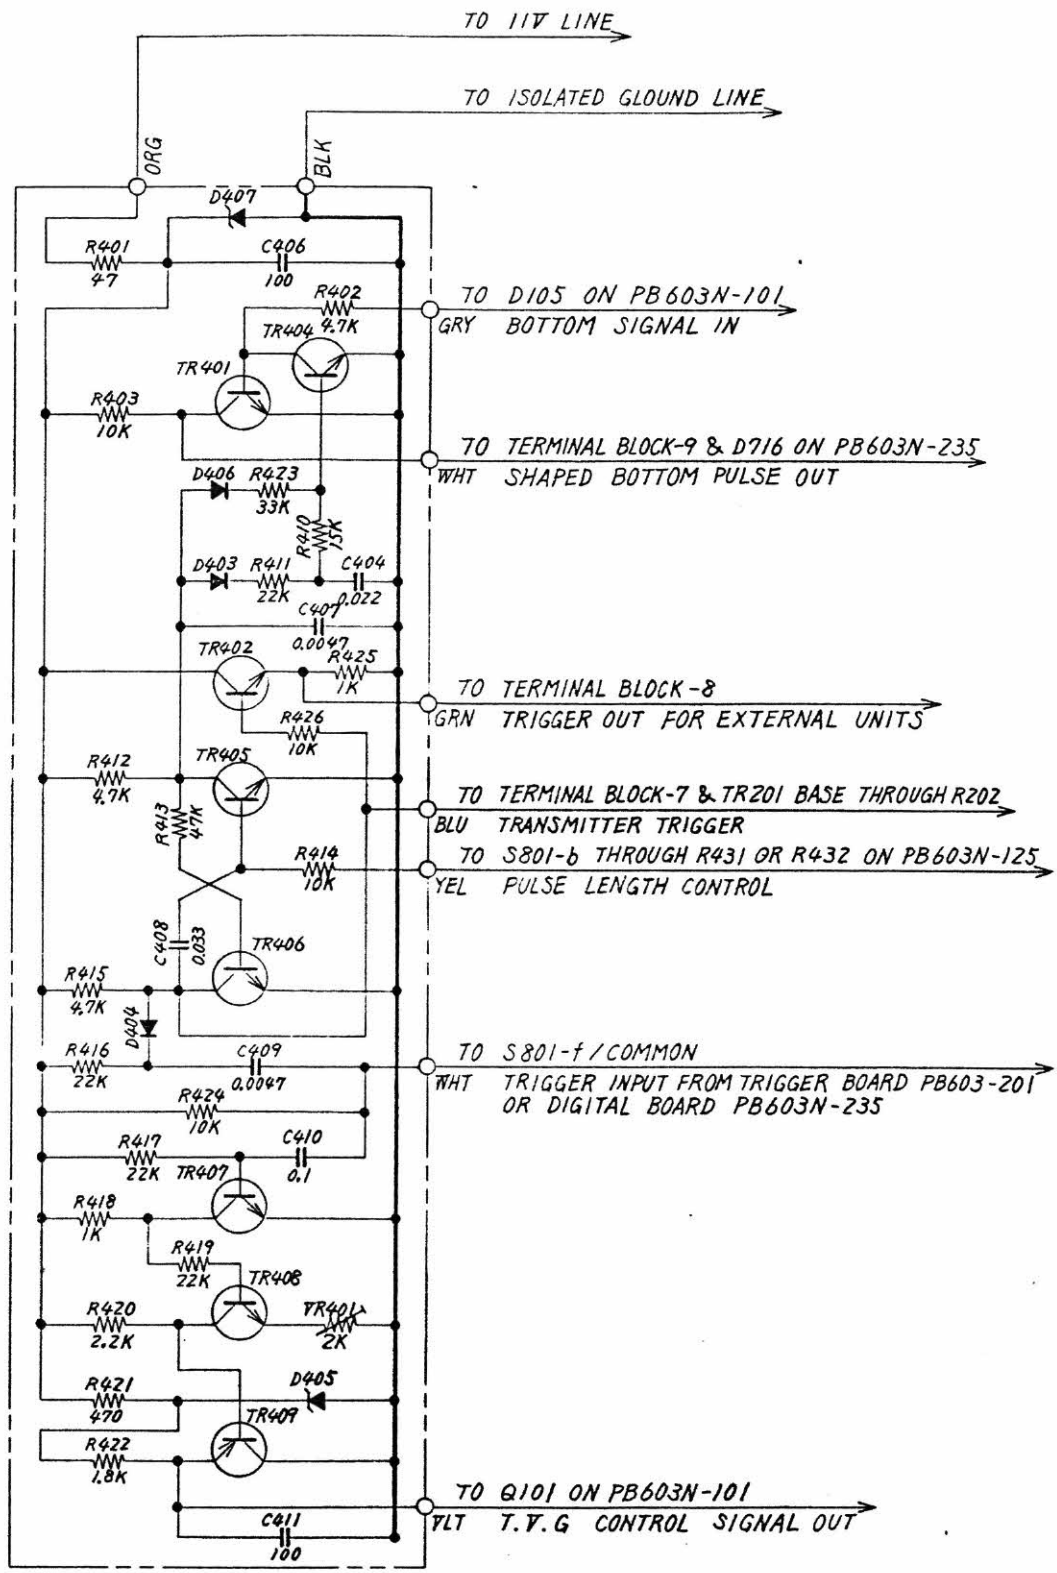 TO 11V LINE
TO ISOLATED GLOUND LINE
ORG
BLK
D407
R401
47
C406
100
R402
4.7K
TO D105 ON PB603N-101
GRY BOTTOM SIGNAL IN
TR404
TR401
R403
10K
TO TERMINAL BLOCK-9 & D716 ON PB603N-235
WHT SHAPED BOTTOM PULSE OUT
D406
R423
33K
R410
15K
D403
R411
22K
C404
0.022
C407
0.0047
TR402
R425
1K
TO TERMINAL BLOCK-8
GRN TRIGGER OUT FOR EXTERNAL UNITS
R426
10K
R412
4.7K
TR405
TO TERMINAL BLOCK-7 & TR201 BASE THROUGH R202
BLU TRANSMITTER TRIGGER
R413
47K
R414
10K
TO S801-b THROUGH R431 OR R432 ON PB603N-125
YEL PULSE LENGTH CONTROL
C408
0.033
TR406
R415
4.7K
D404
R416
22K
C409
0.0047
TO S801-f/COMMON
WHT TRIGGER INPUT FROM TRIGGER BOARD PB603-201
OR DIGITAL BOARD PB603N-235
R424
10K
R417
22K
C410
0.1
TR407
R418
1K
R419
22K
TR408
R420
2.2K
VR401
2K
R421
470
D405
TR409
R422
1.8K
TO Q101 ON PB603N-101
VLT T.V.G CONTROL SIGNAL OUT
C411
100